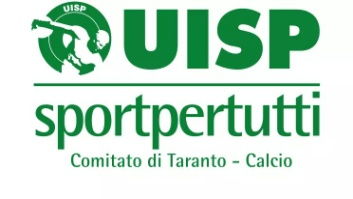 UISP
UISP
sportpertutti
Comitato di Taranto - Calcio